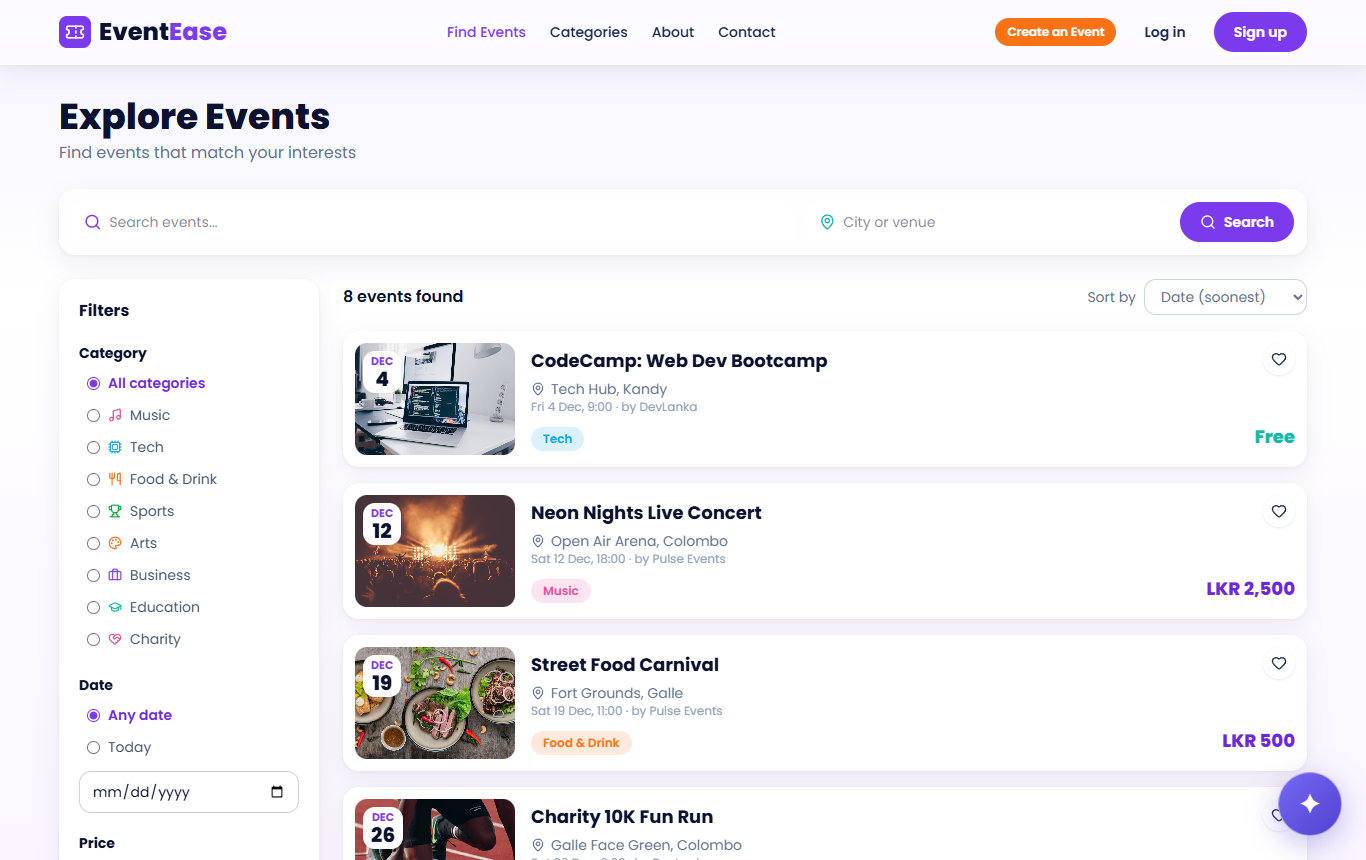 EventEase
Find Events
Categories
About
Contact
Create an Event
Log in
Sign up
Explore Events
Find events that match your interests
Search events...
City or venue
Search
Filters
Category
All categories
Music
Tech
Food & Drink
Sports
Arts
Business
Education
Charity
Date
Any date
Today
mm/dd/yyyy
Price
8 events found
Sort by
Date (soonest)
DEC
4
CodeCamp: Web Dev Bootcamp
Tech Hub, Kandy
Fri 4 Dec, 9:00 · by DevLanka
Tech
Free
DEC
12
Neon Nights Live Concert
Open Air Arena, Colombo
Sat 12 Dec, 18:00 · by Pulse Events
Music
LKR 2,500
DEC
19
Street Food Carnival
Fort Grounds, Galle
Sat 19 Dec, 11:00 · by Pulse Events
Food & Drink
LKR 500
DEC
26
Charity 10K Fun Run
Galle Face Green, Colombo